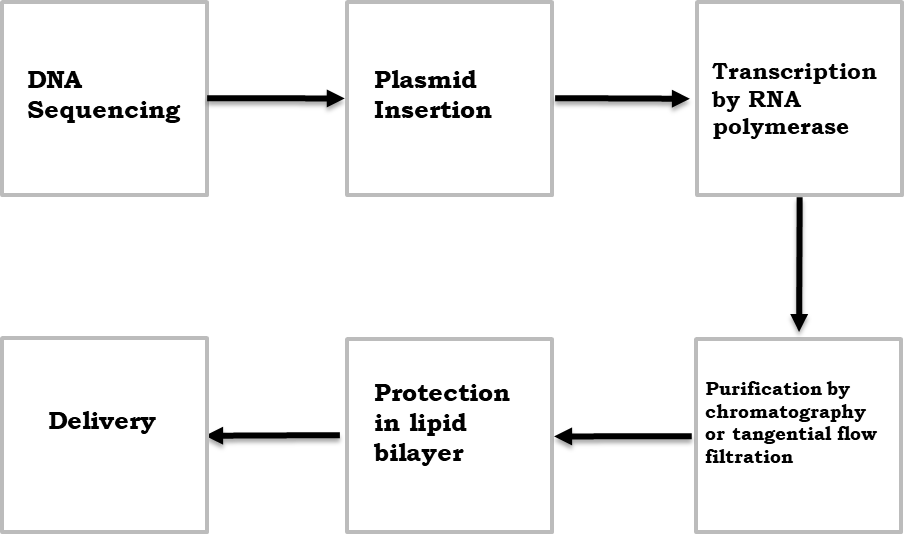 DNA
Sequencing
Plasmid
Insertion
Transcription
by RNA
polymerase
Purification by
chromatography
or tangential flow
filtration
Protection
in lipid
bilayer
Delivery